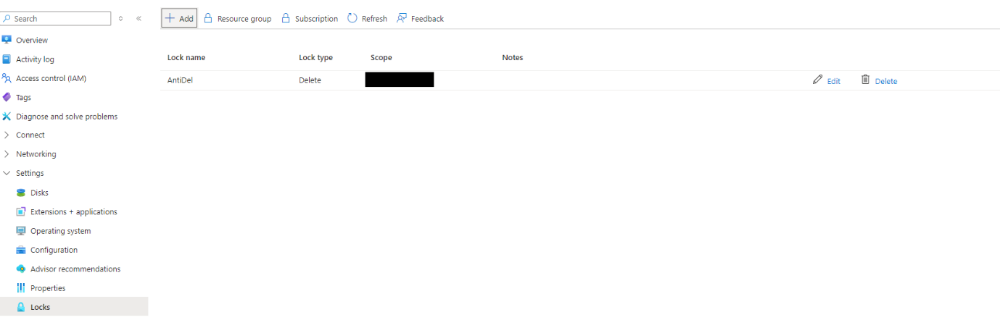 Search
Add Resource group Subscription Refresh Feedback
Overview
Activity log
Access control (IAM)
Tags
Diagnose and solve problems
Connect
Networking
Settings
Disks
Extensions + applications
Operating system
Configuration
Advisor recommendations
Properties
Locks
Lock name Lock type Scope Notes
AntiDel Delete Edit Delete